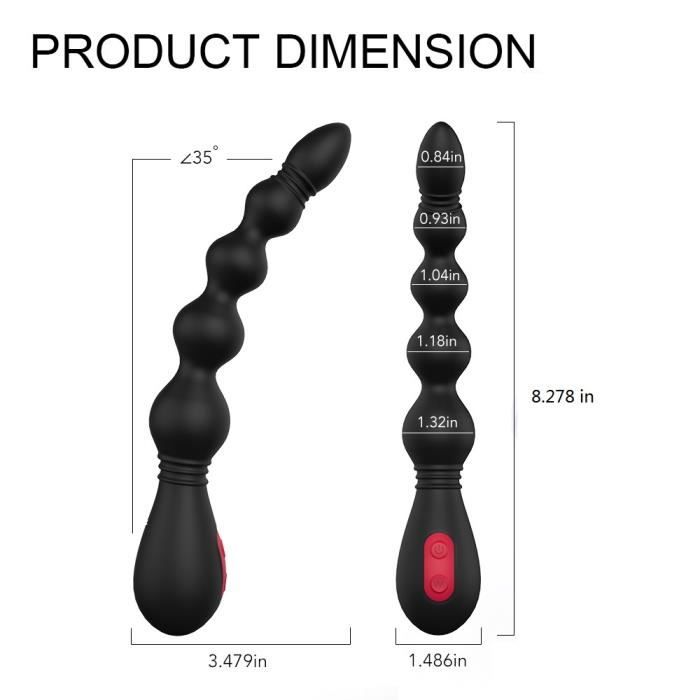 PRODUCT DIMENSION
∠35°
0.84in
0.93in
1.04in
1.18in
1.32in
8.278 in
W
3.479in
1.486in